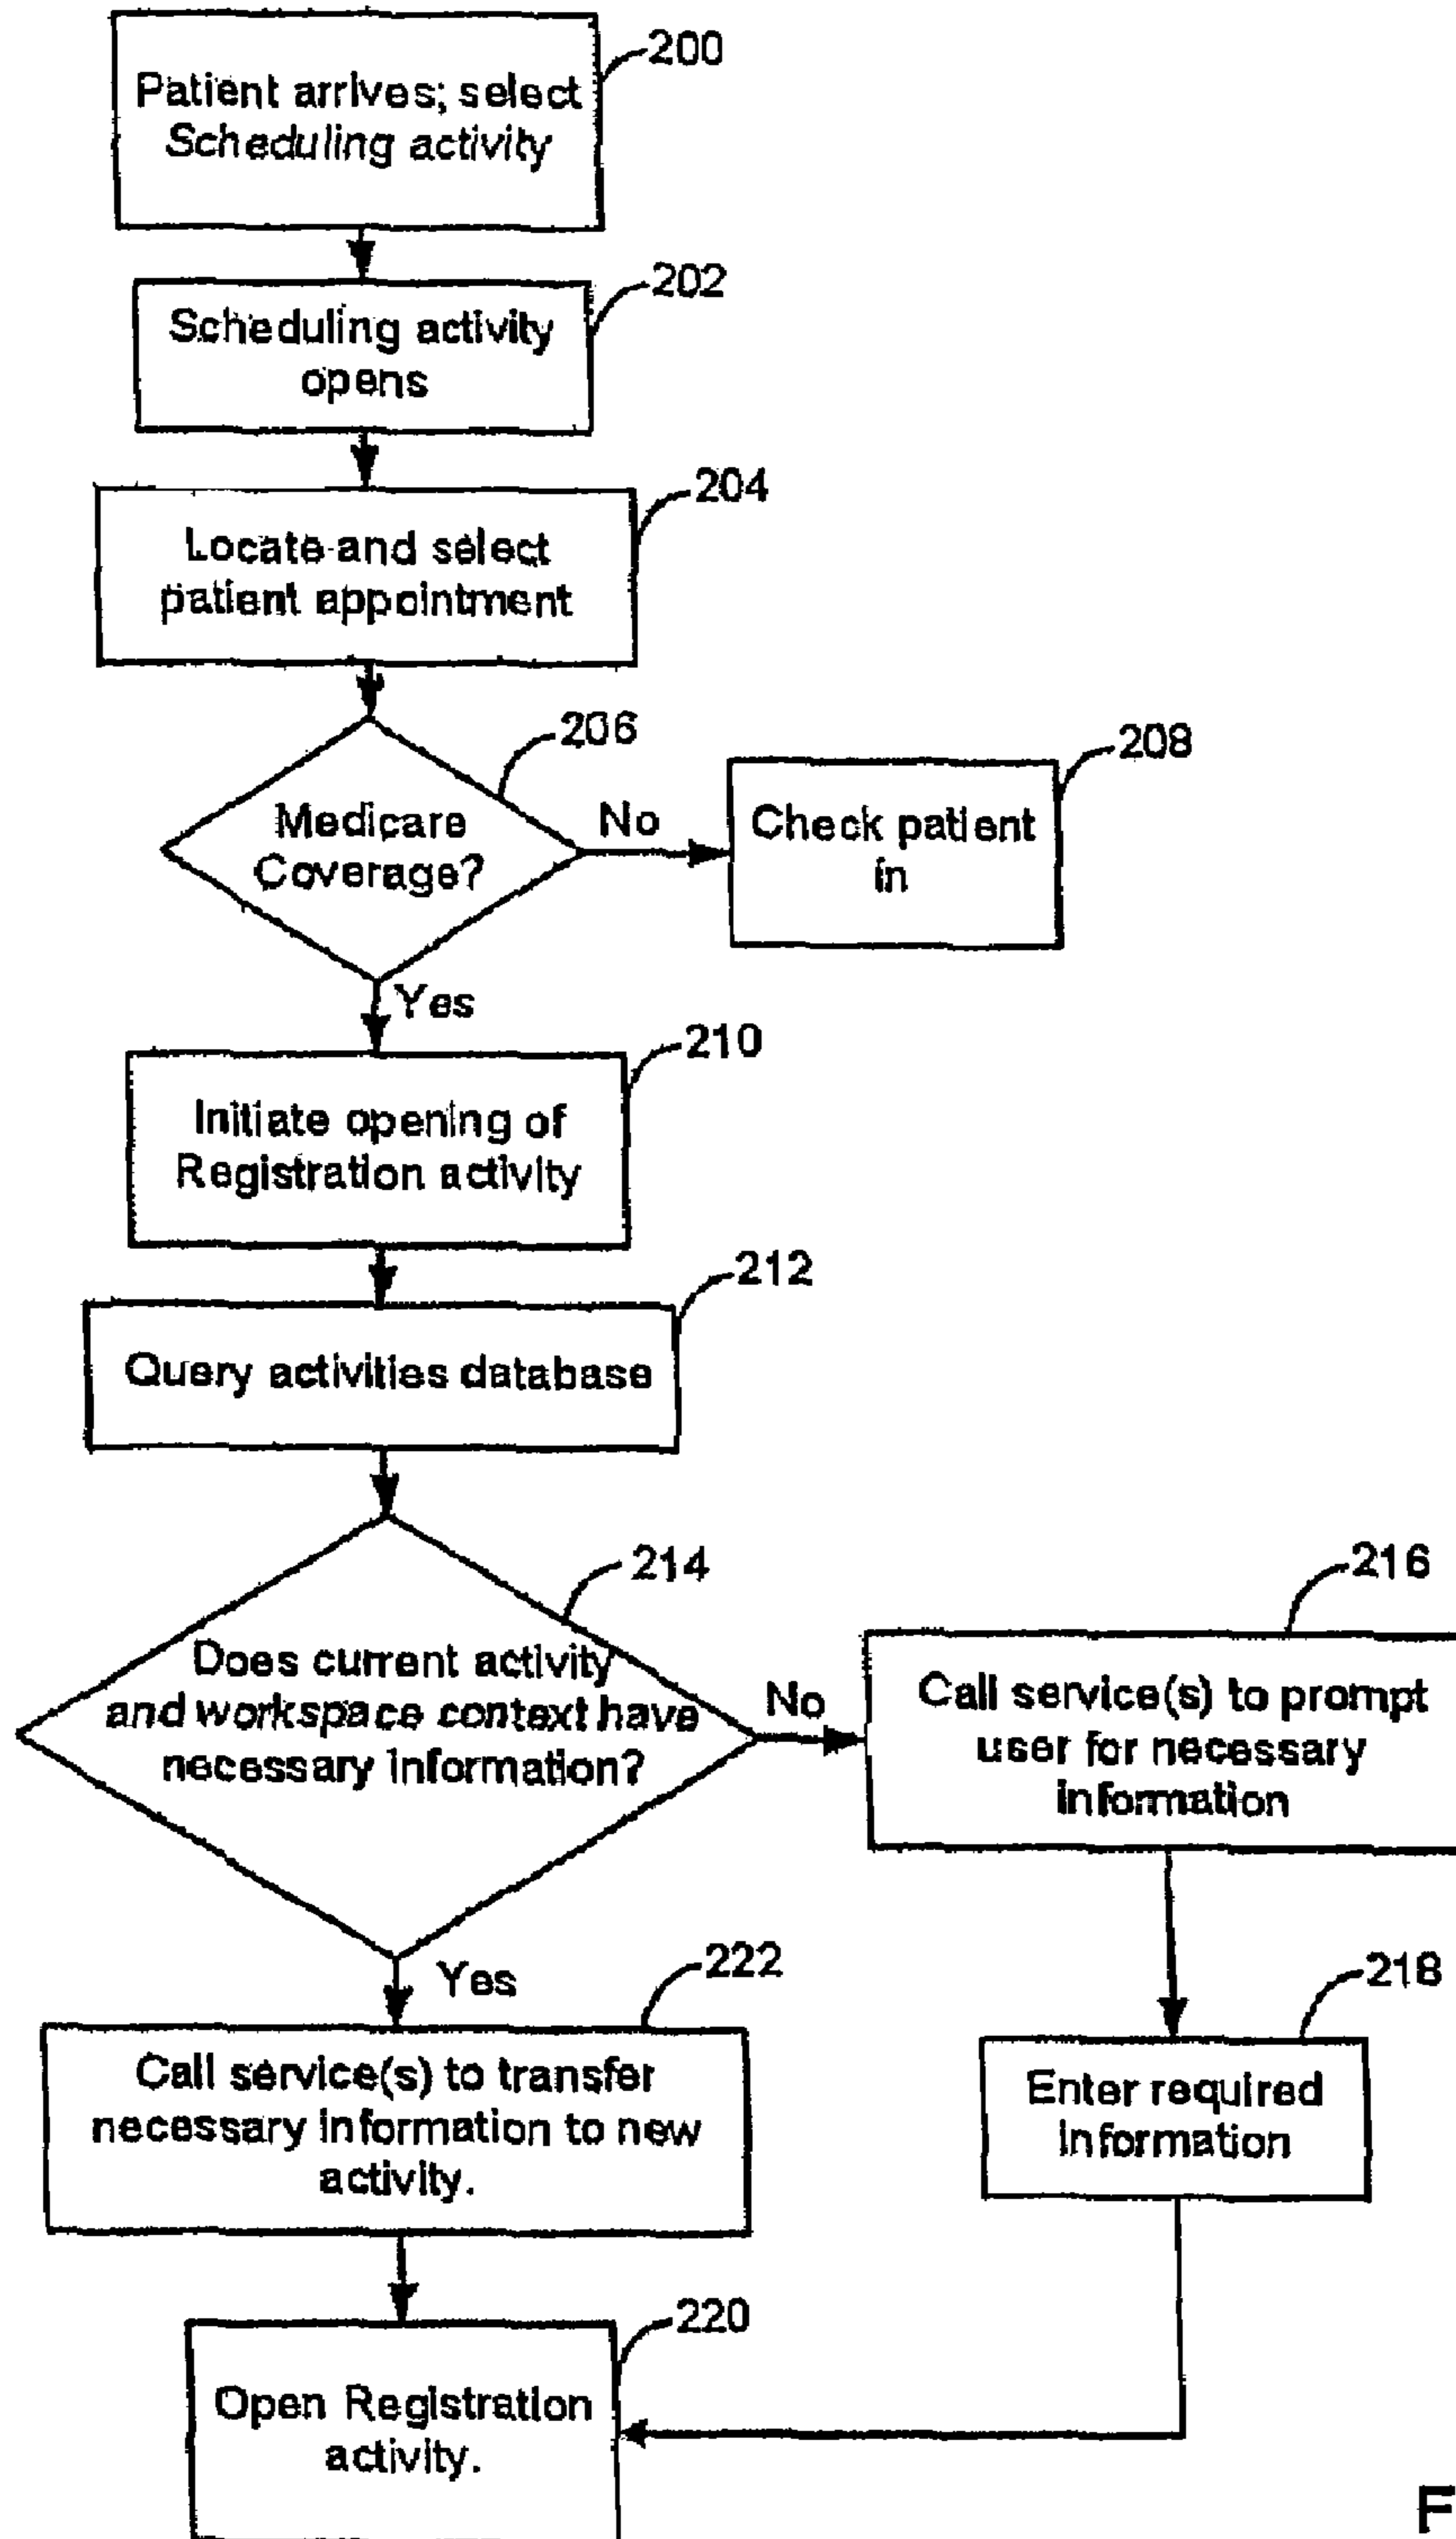 200
Patient arrives; select
Scheduling activity
202
Scheduling activity
opens
204
Locate and select
patient appointment
206
Medicare
Coverage?
No
208
Check patient
in
Yes
210
Initiate opening of
Registration activity
212
Query activities database
214
Does current activity
and workspace context have
necessary information?
No
216
Call service(s) to prompt
user for necessary
information
Yes
222
Call service(s) to transfer
necessary information to new
activity.
218
Enter required
information
220
Open Registration
activity.
F